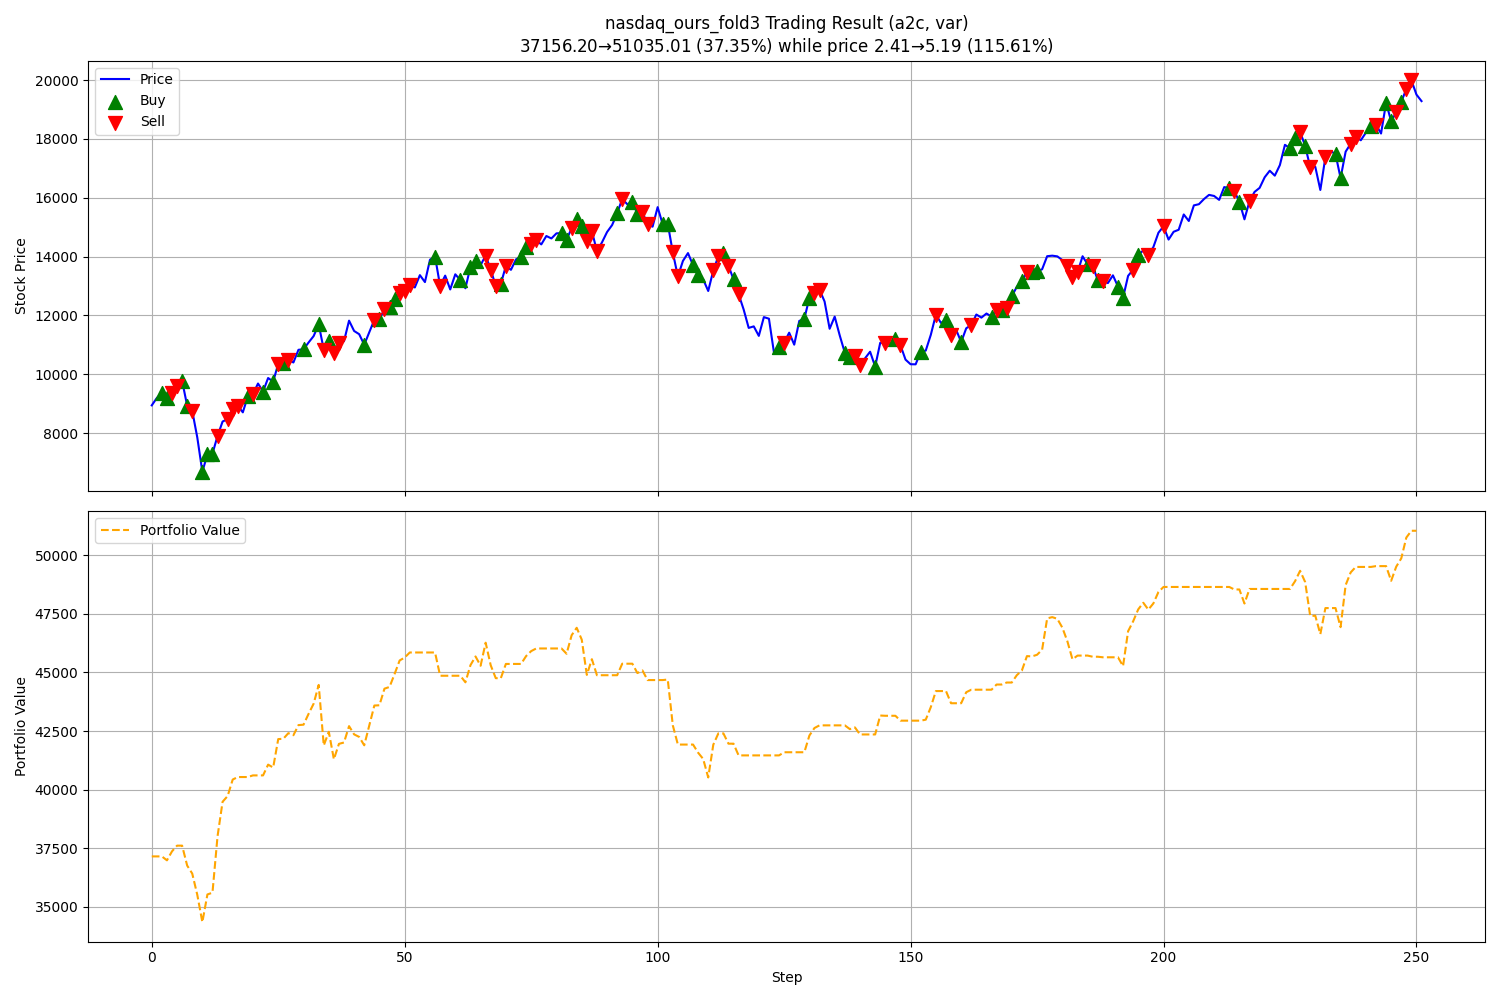 nasdaq_ours_fold3 Trading Result (a2c, var)
37156.20→51035.01 (37.35%) while price 2.41→5.19 (115.61%)
Price
Buy
Sell
Stock Price
20000
18000
16000
14000
12000
10000
8000
Portfolio Value
Portfolio Value
50000
47500
45000
42500
40000
37500
35000
0 50 100 150 200 250
Step